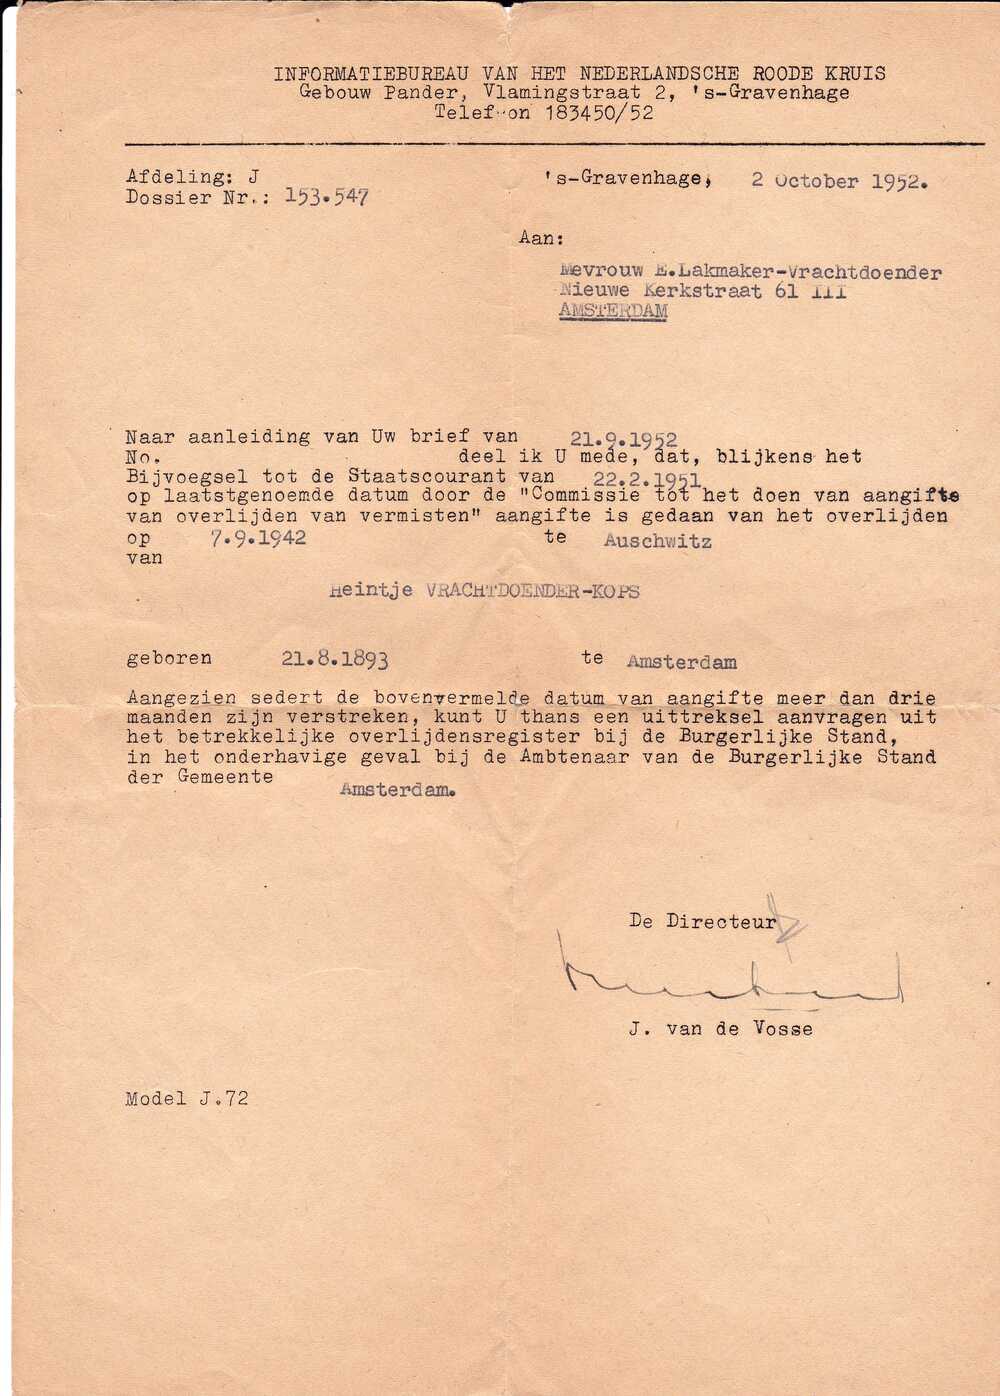 INFORMATIEBUREAU VAN HET NEDERLANDSCHE ROODE KRUIS
Gebouw Pander, Vlamingstraat 2, 's-Gravenhage
Telefoon 183450/52
Afdeling: J
Dossier Nr.: 153.547
's-Gravenhage, 2 October 1952.
Aan:
Mevrouw E.Lakmaker-Vrachtdoender
Nieuwe Kerkstraat 61 III
AMSTERDAM
Naar aanleiding van Uw brief van 21.9.1952
No. deel ik U mede, dat, blijkens het
Bijvoegsel tot de Staatscourant van 22.2.1951
op laatstgenoemde datum door de "Commissie tot het doen van aangifte
van overlijden van vermisten" aangifte is gedaan van het overlijden
op 7.9.1942 te Auschwitz
van
Heintje VRACHTDOENDER-KOPS
geboren 21.8.1893 te Amsterdam
Aangezien sedert de bovenvermelde datum van aangifte meer dan drie
maanden zijn verstreken, kunt U thans een uittreksel aanvragen uit
het betrekkelijke overlijdensregister bij de Burgerlijke Stand,
in het onderhavige geval bij de Ambtenaar van de Burgerlijke Stand
der Gemeente Amsterdam.
De Directeur
J. van de Vosse
Model J.72